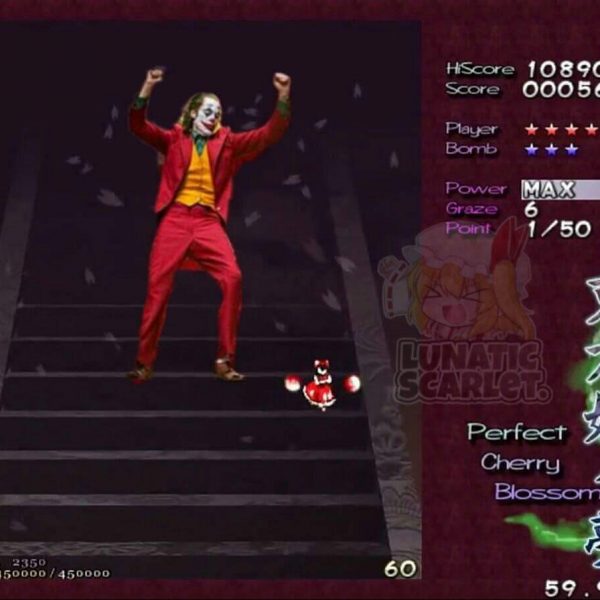 HiScore 10890
Score 00056
Player ★★★★
Bomb ★★★
Power MAX
Graze 6
Point 1/50
LUNATIC
SCARLET.
Perfect
Cherry
Blossom
2350
450000/450000
60
59.